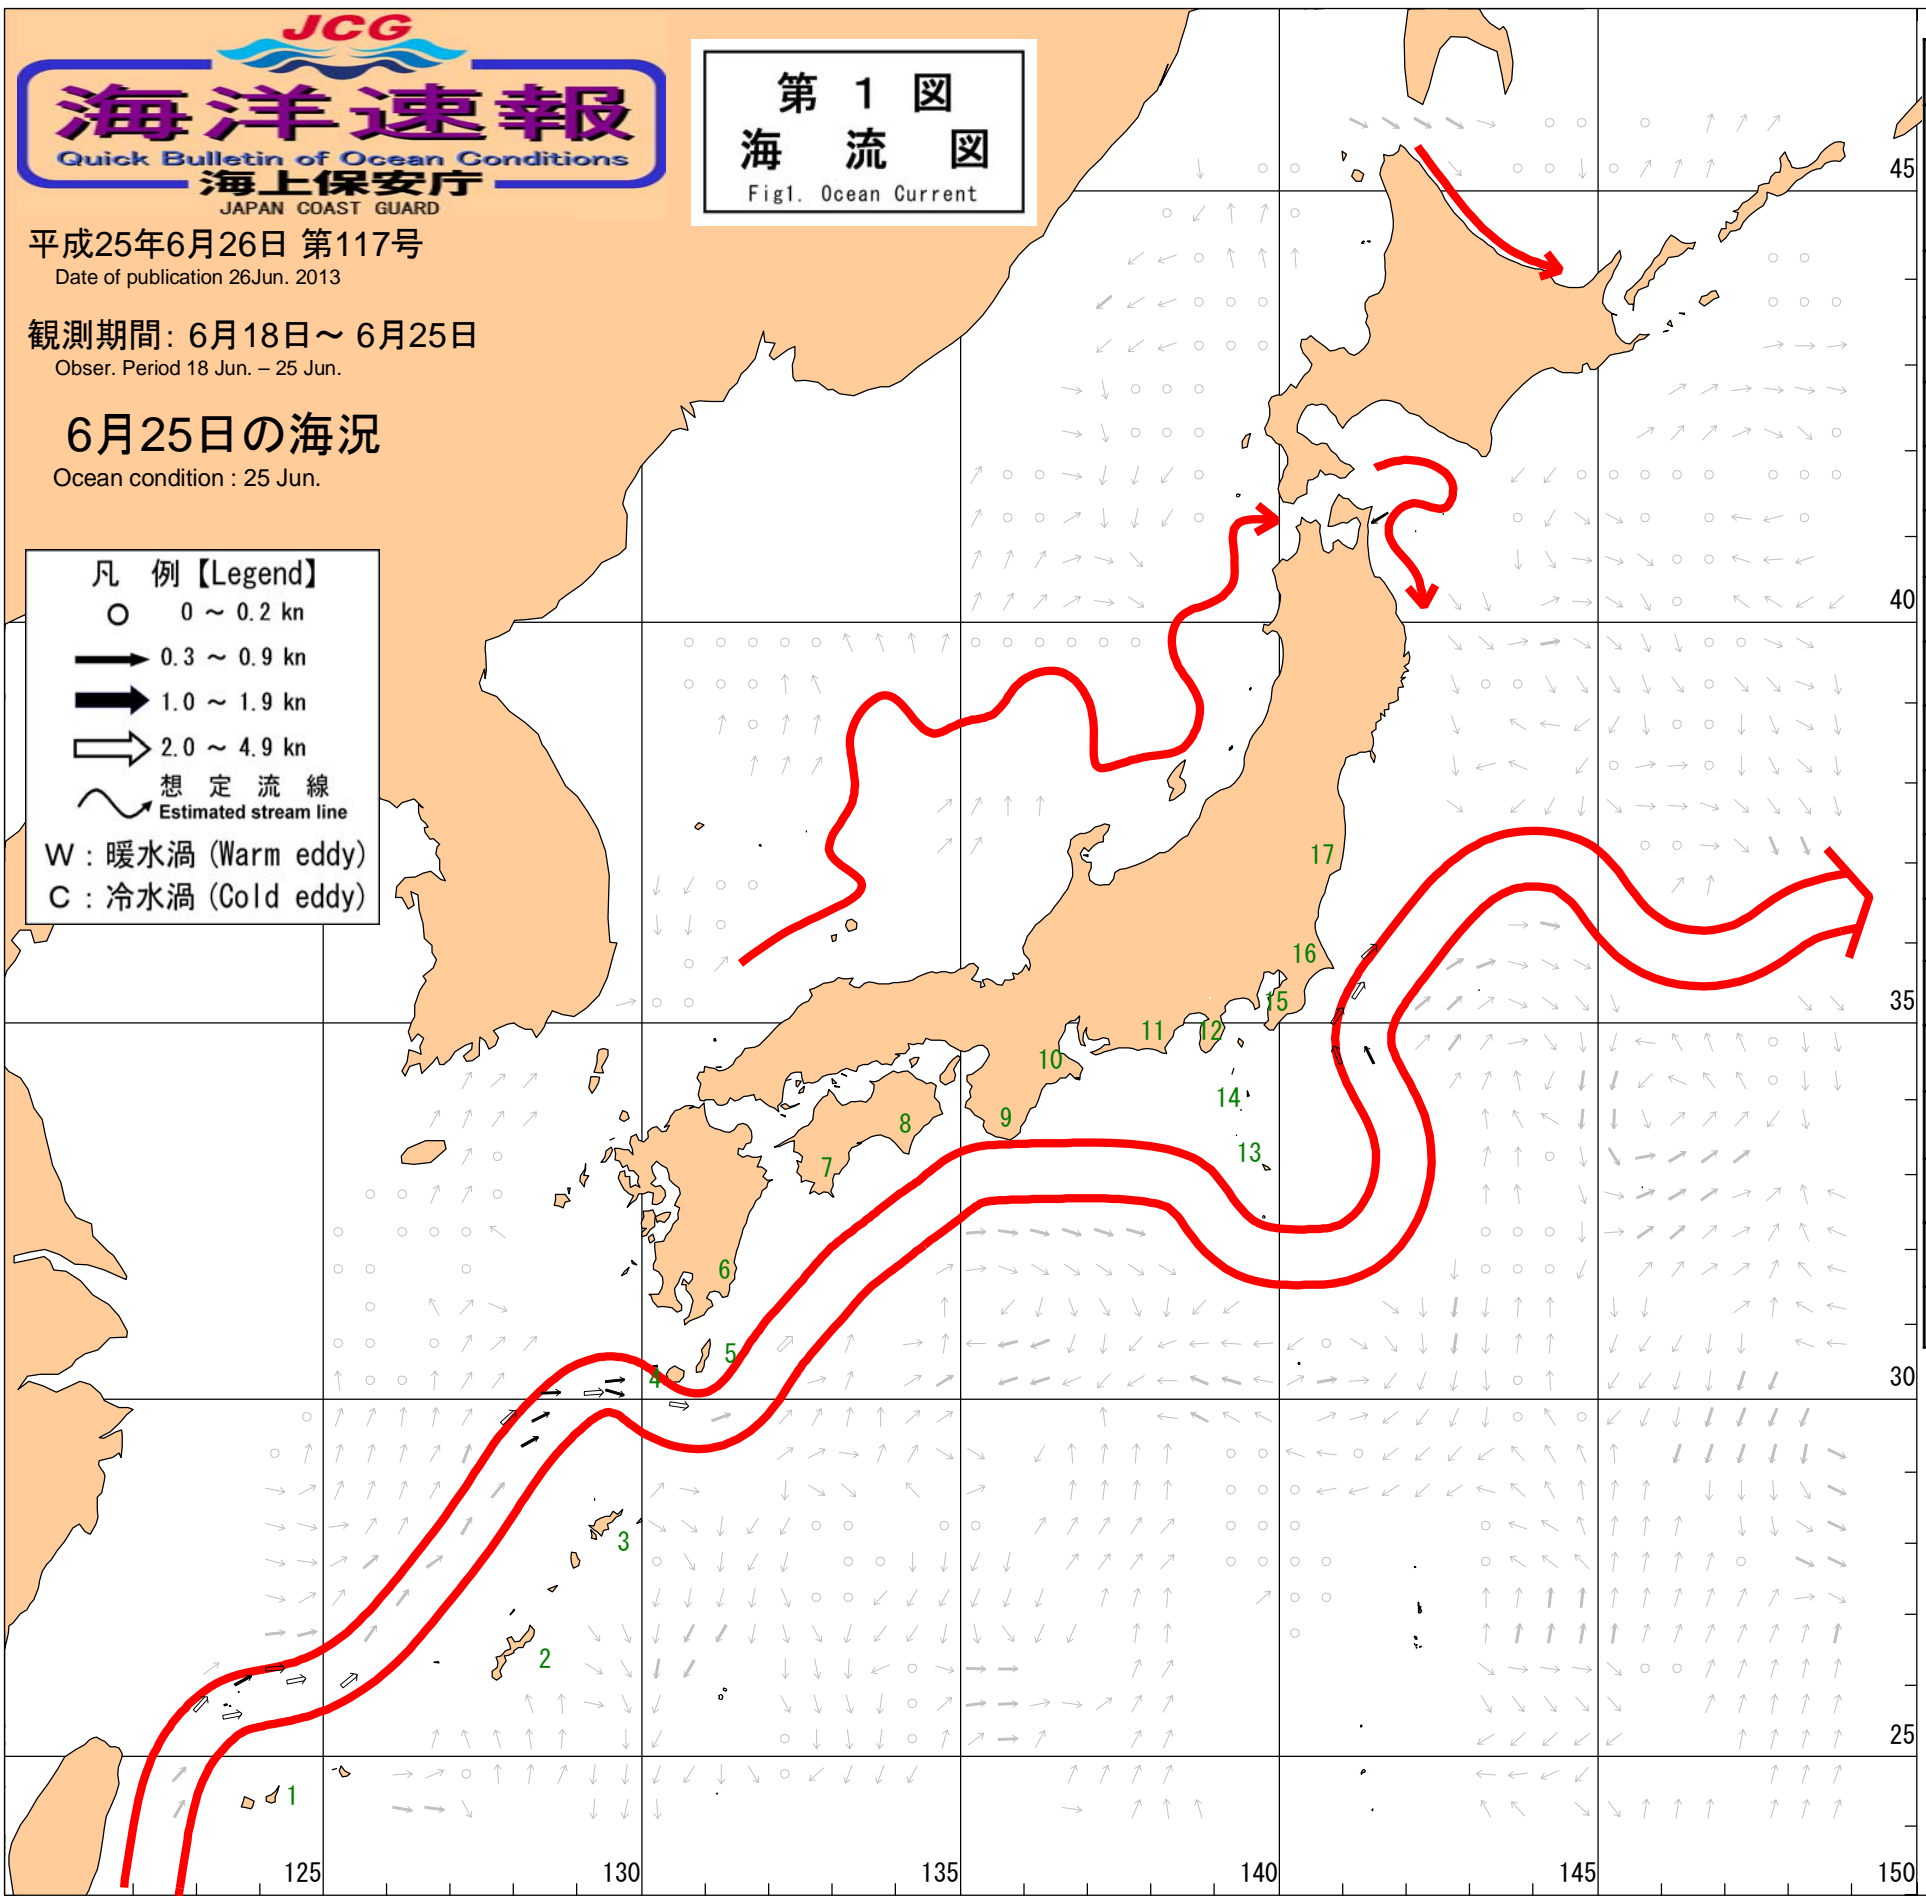 JCG
海洋速報
Quick Bulletin of Ocean Conditions
海上保安庁
JAPAN COAST GUARD
第 1 図
海 流 図
Fig1. Ocean Current
平成25年6月26日 第117号
Date of publication 26Jun. 2013
観測期間: 6月18日～ 6月25日
Obser. Period 18 Jun. – 25 Jun.
6月25日の海況
Ocean condition : 25 Jun.
凡 例【Legend】
0 ～ 0.2 kn
0.3 ～ 0.9 kn
1.0 ～ 1.9 kn
2.0 ～ 4.9 kn
想 定 流 線
Estimated stream line
W : 暖水渦 (Warm eddy)
C : 冷水渦 (Cold eddy)
45
40
17
16
15
35
11
12
10
14
9
8
13
7
6
5
4
30
3
2
25
1
125
130
135
140
145
150